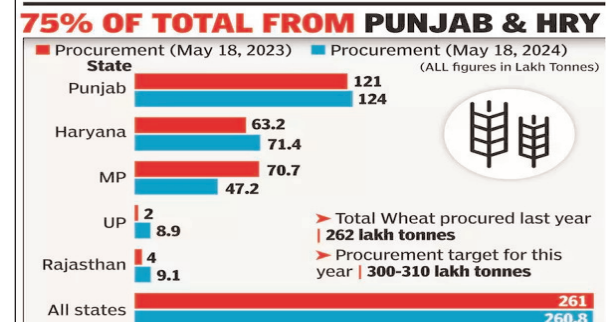 75% OF TOTAL FROM PUNJAB & HRY
Procurement (May 18, 2023) Procurement (May 18, 2024)
State (ALL figures in Lakh Tonnes)
Punjab 121
124
Haryana 63.2
71.4
MP 70.7
47.2
UP 2
8.9
Rajasthan 4
9.1
➤ Total Wheat procured last year
| 262 lakh tonnes
➤ Procurement target for this
year | 300-310 lakh tonnes
All states 261
260.8